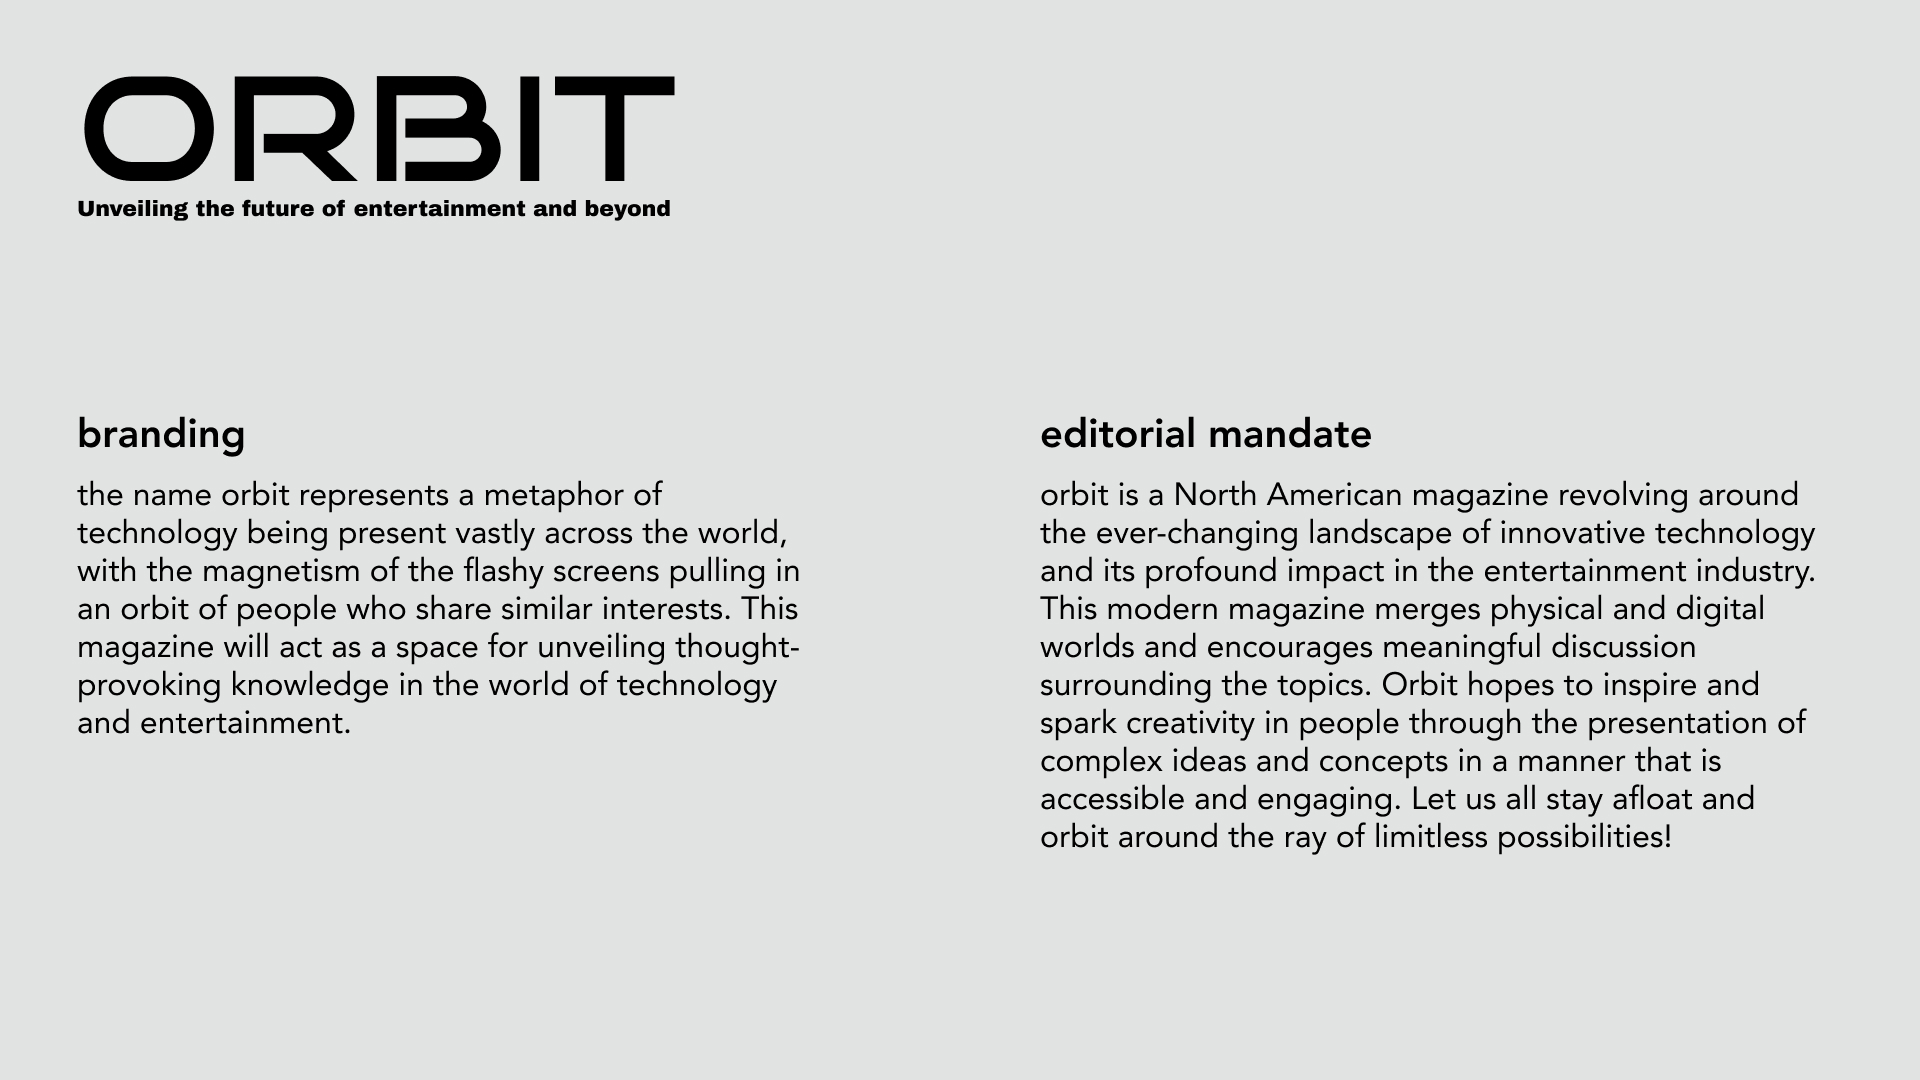 ORBIT
Unveiling the future of entertainment and beyond
branding
the name orbit represents a metaphor of
technology being present vastly across the world,
with the magnetism of the flashy screens pulling in
an orbit of people who share similar interests. This
magazine will act as a space for unveiling thought-
provoking knowledge in the world of technology
and entertainment.
editorial mandate
orbit is a North American magazine revolving around
the ever-changing landscape of innovative technology
and its profound impact in the entertainment industry.
This modern magazine merges physical and digital
worlds and encourages meaningful discussion
surrounding the topics. Orbit hopes to inspire and
spark creativity in people through the presentation of
complex ideas and concepts in a manner that is
accessible and engaging. Let us all stay afloat and
orbit around the ray of limitless possibilities!